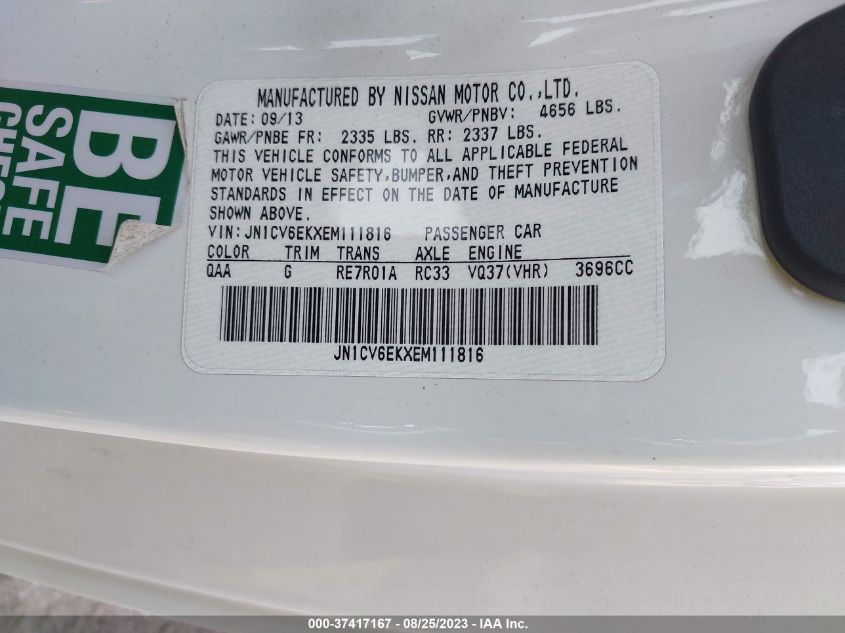 MANUFACTURED BY NISSAN MOTOR CO.,LTD.
DATE: 09/13 GVWR/PNBV: 4656 LBS.
GAWR/PNBE FR: 2335 LBS. RR: 2337 LBS.
THIS VEHICLE CONFORMS TO ALL APPLICABLE FEDERAL
MOTOR VEHICLE SAFETY,BUMPER,AND THEFT PREVENTION
STANDARDS IN EFFECT ON THE DATE OF MANUFACTURE
SHOWN ABOVE.
VIN:JN1CV6EKXEM111816 PASSENGER CAR
COLOR TRIM TRANS AXLE ENGINE
QAA G RE7R01A RC33 VQ37(VHR) 3696CC
JN1CV6EKXEM111816
BE
SAFE
000-37417167 - 08/25/2023 - IAA Inc.